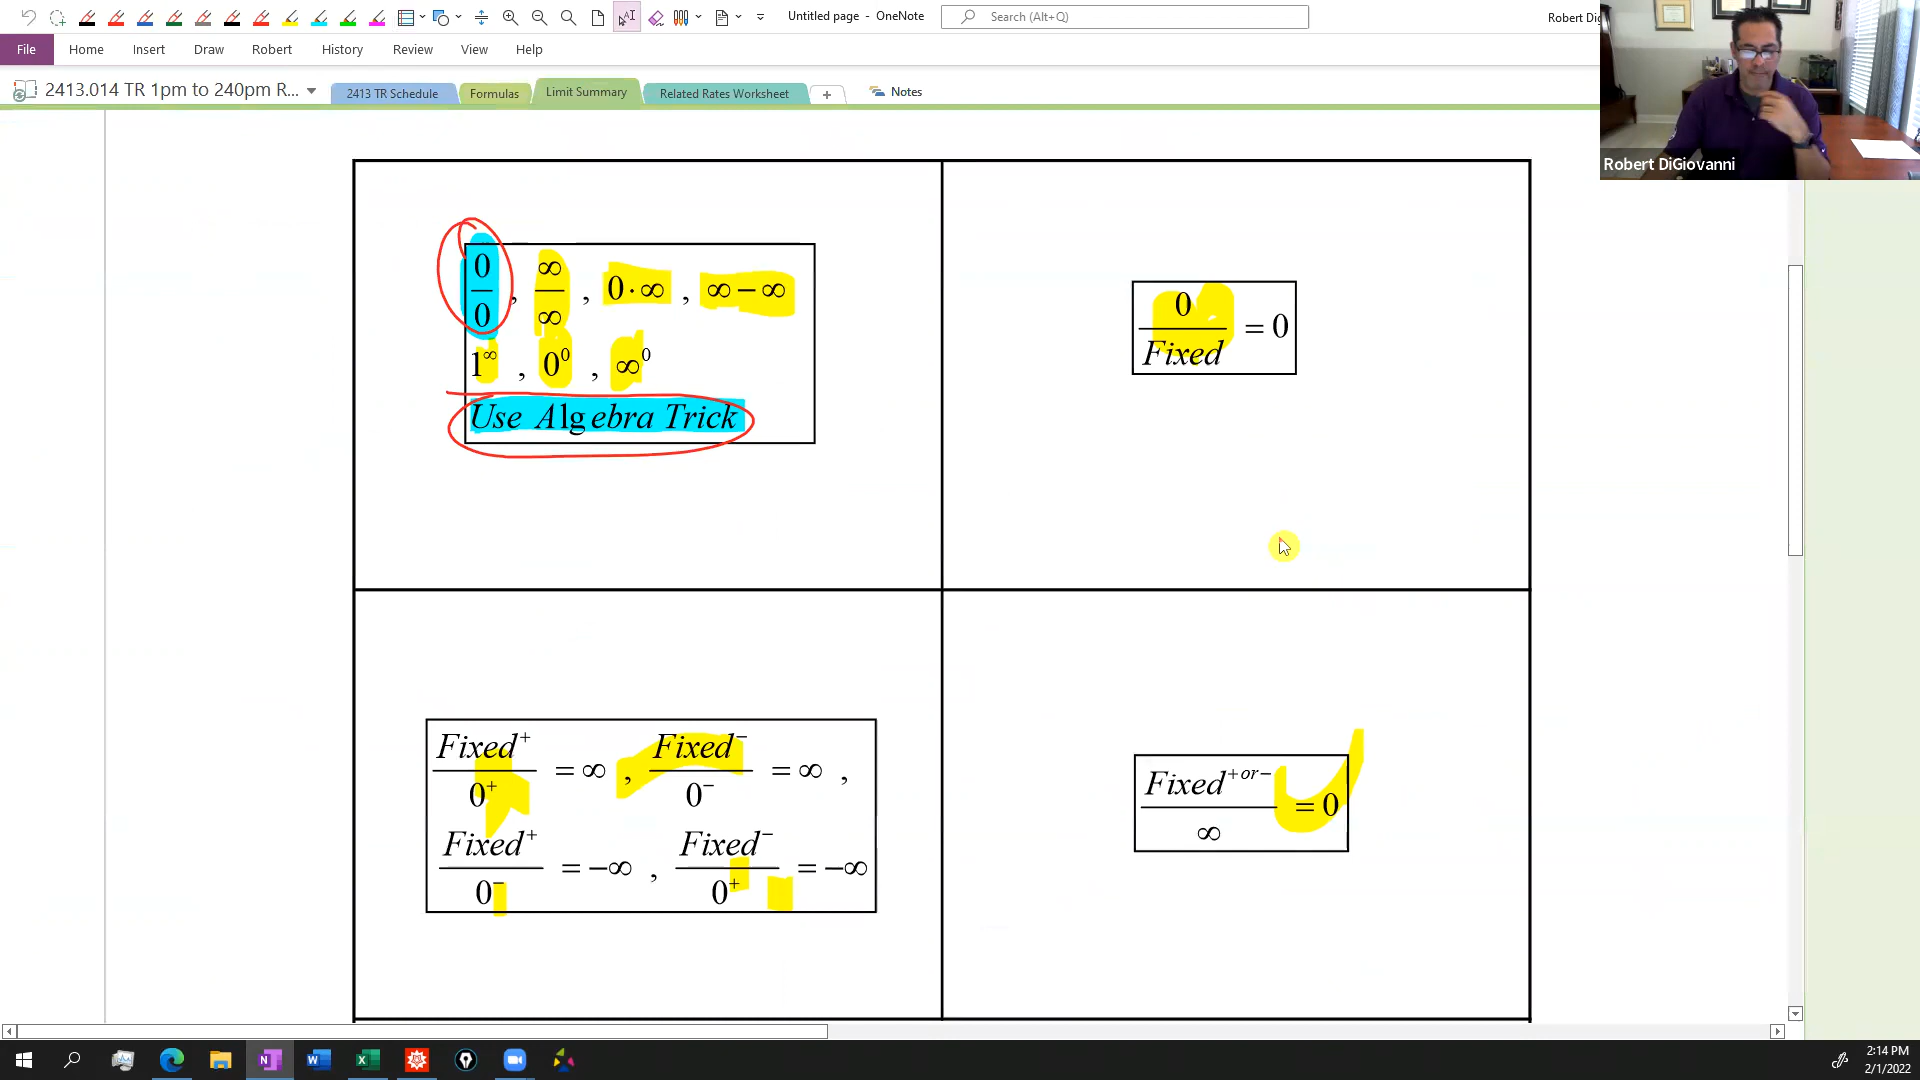 Untitled page - OneNote
Search (Alt+Q)
Robert Dig
File Home Insert Draw Robert History Review View Help
2413.014 TR 1pm to 240pm R... 2413 TR Schedule Formulas Limit Summary Related Rates Worksheet + Notes
Robert DiGiovanni
0/0 , ∞/∞ , 0·∞ , ∞−∞
1^∞ , 0^0 , ∞^0
Use Algebra Trick
0/Fixed = 0
Fixed^+/0^+ = ∞ , Fixed^−/0^− = ∞ ,
Fixed^+/0^− = −∞ , Fixed^−/0^+ = −∞
Fixed^+or−/∞ = 0
2:14 PM
2/1/2022